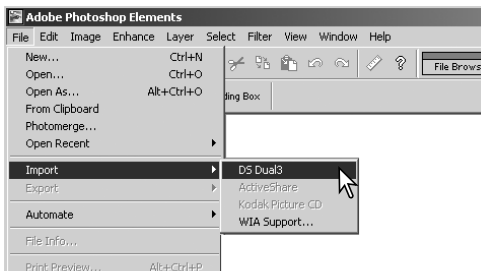 Adobe Photoshop Elements
File Edit Image Enhance Layer Select Filter View Window Help
New... Ctrl+N
Open... Ctrl+O
Open As... Alt+Ctrl+O
File Brows
ding Box
From Clipboard
Photomerge...
Open Recent
Import
DS Dual3
Export
ActiveShare
Kodak Picture CD
Automate
WIA Support...
File Info...
Print Preview... Alt+Ctrl+P